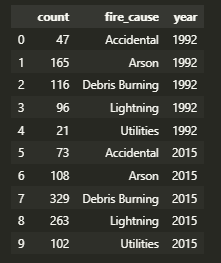 count fire_cause year
0 47 Accidental 1992
1 165 Arson 1992
2 116 Debris Burning 1992
3 96 Lightning 1992
4 21 Utilities 1992
5 73 Accidental 2015
6 108 Arson 2015
7 329 Debris Burning 2015
8 263 Lightning 2015
9 102 Utilities 2015